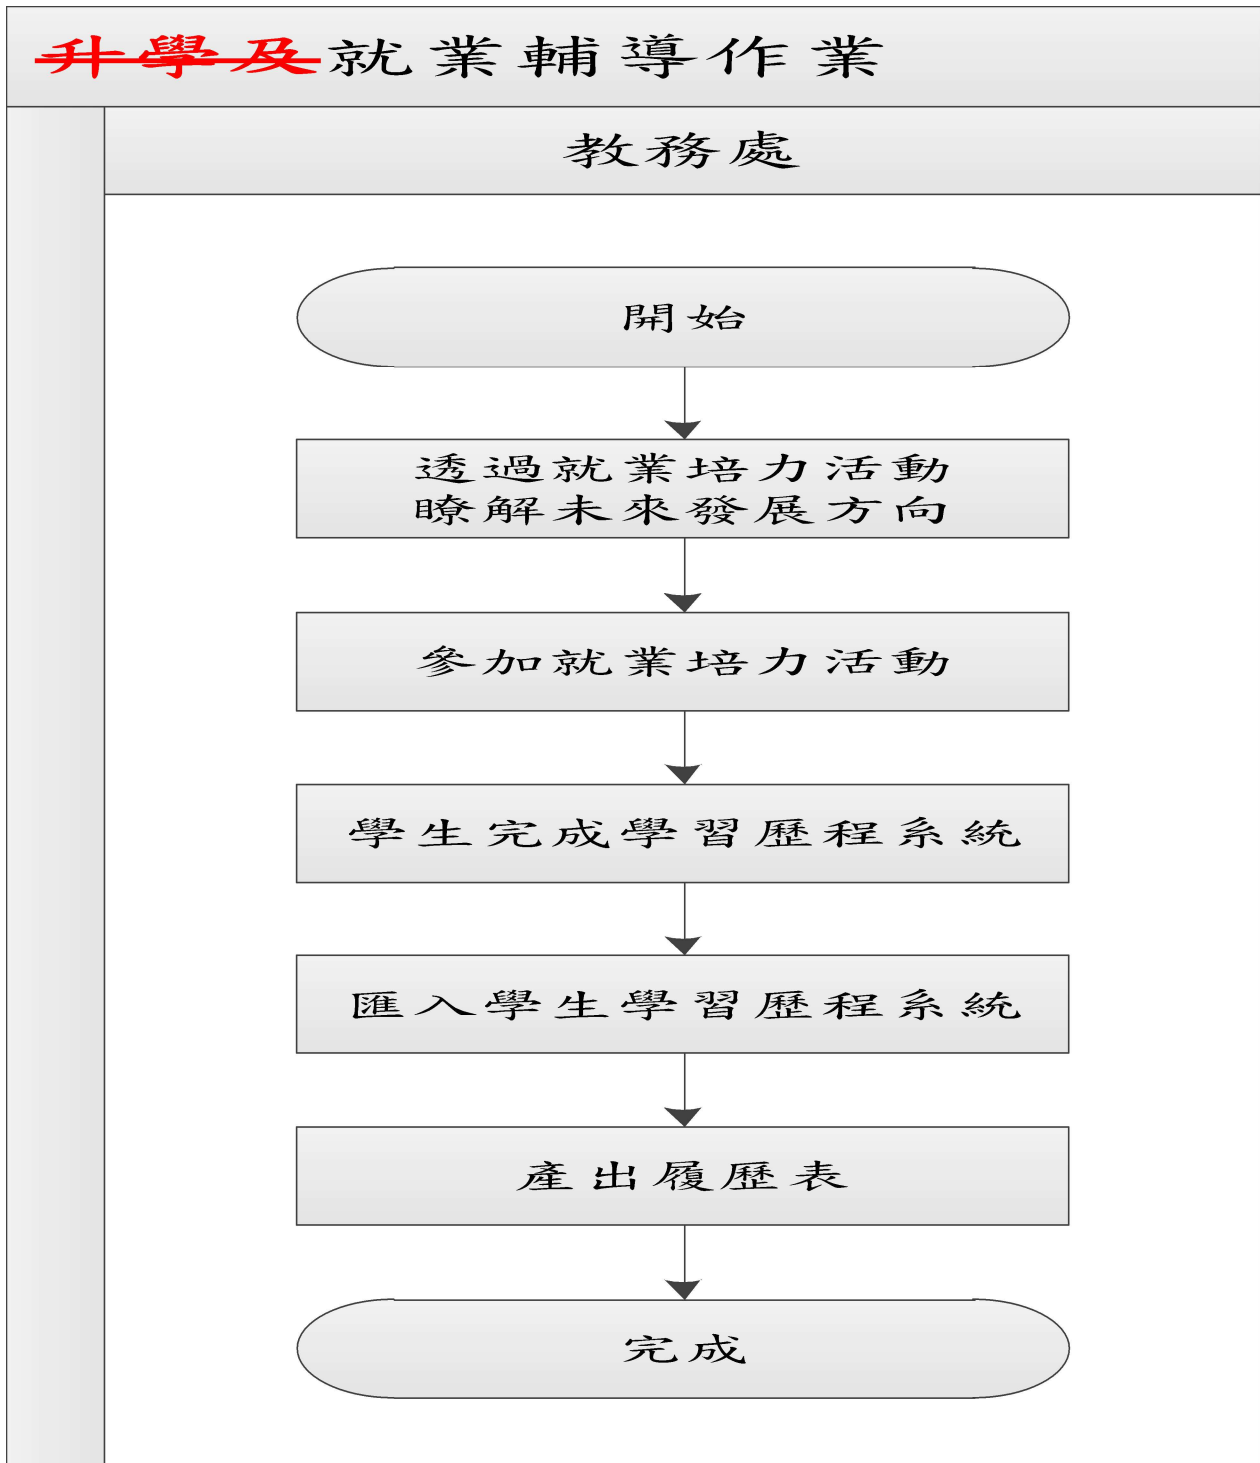 升學及就業輔導作業
教務處
開始
透過就業培力活動
瞭解未來發展方向
參加就業培力活動
學生完成學習歷程系統
匯入學生學習歷程系統
產出履歷表
完成